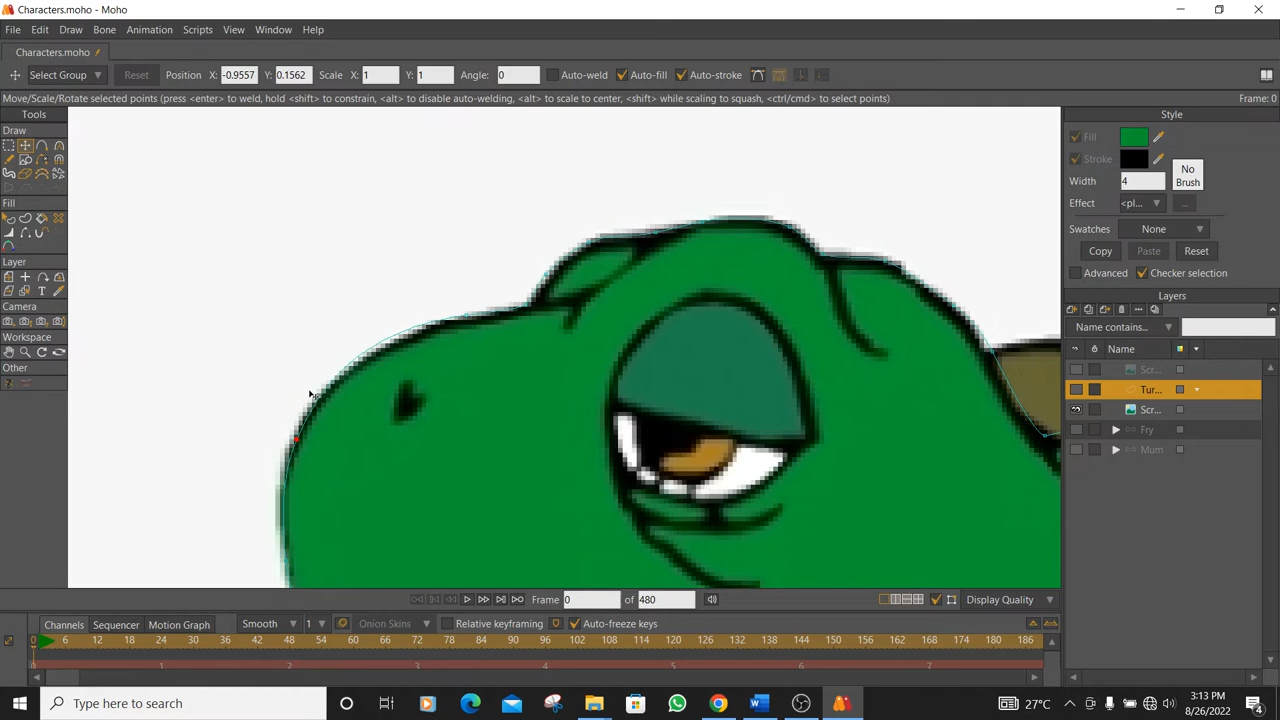 Characters.moho - Moho
File Edit Draw Bone Animation Scripts View Window Help
Characters.moho
Select Group Reset Position X: -0.9557 Y: 0.1562 Scale X: 1 Y: 1 Angle: 0 Auto-weld Auto-fill Auto-stroke
Move/Scale/Rotate selected points (press <enter> to weld, hold <shift> to constrain, <alt> to disable auto-welding, <alt> to scale to center, <shift> while scaling to squash, <ctrl/cmd> to select points) Frame: 0
Tools
Draw
Fill
Layer
Camera
Workspace
Other
Style
Fill
Stroke
Width 4
No Brush
Effect <pl... ...
Swatches None
Copy Paste Reset
Advanced Checker selection
Layers
Name contains...
Name
Scr...
Tur...
Scr...
Fry
Mum
Frame 0 of 480 Display Quality
Channels Sequencer Motion Graph Smooth 1 Onion Skins Relative keyframing Auto-freeze keys
0 6 12 18 24 30 36 42 48 54 60 66 72 78 84 90 96 102 108 114 120 126 132 138 144 150 156 162 168 174 180 186
0 1 2 3 4 5 6 7
Type here to search
27°C
3:13 PM
8/26/2022
4